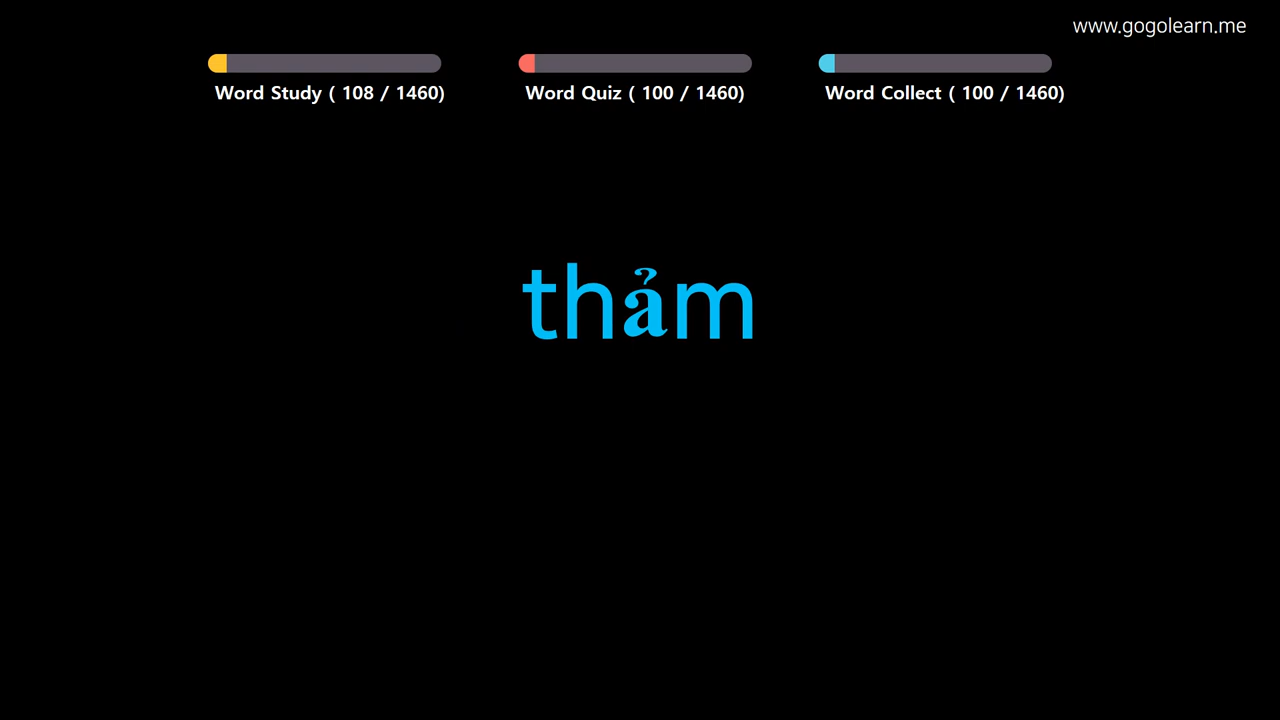 www.gogolearn.me
Word Study ( 108 / 1460)
Word Quiz ( 100 / 1460)
Word Collect ( 100 / 1460)
thảm